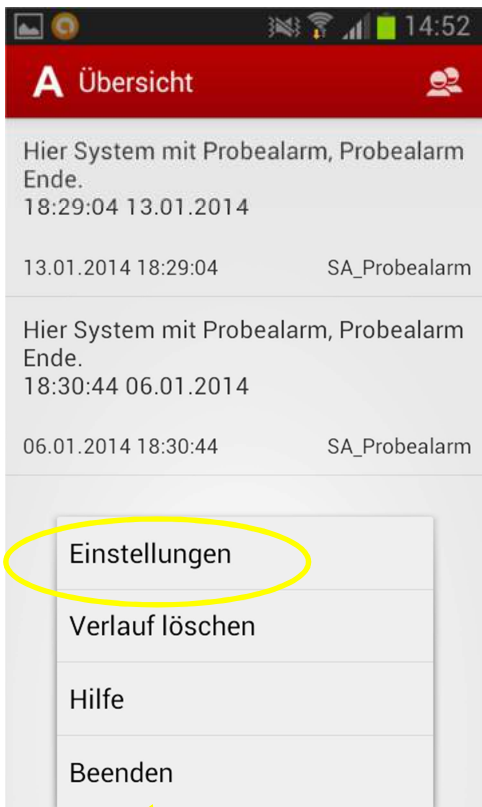 14:52
A Übersicht
Hier System mit Probealarm, Probealarm
Ende.
18:29:04 13.01.2014
13.01.2014 18:29:04 SA_Probealarm
Hier System mit Probealarm, Probealarm
Ende.
18:30:44 06.01.2014
06.01.2014 18:30:44 SA_Probealarm
Einstellungen
Verlauf löschen
Hilfe
Beenden